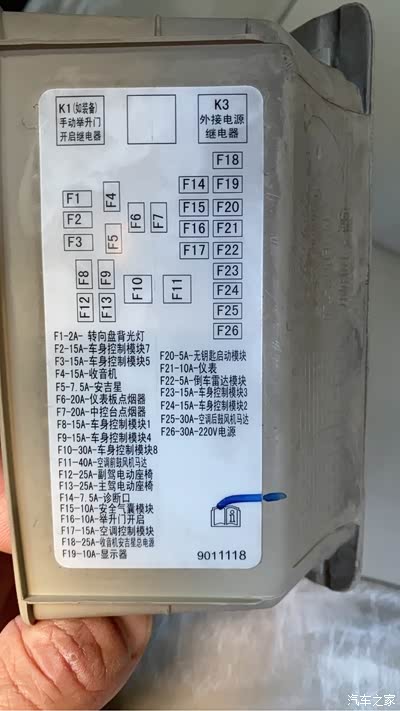 K1(如装备)
手动举升门
开启继电器
K3
外接电源
继电器
F18
F14 F19
F1 F4 F15 F20
F2 F6 F7 F16 F21
F3 F5 F17 F22
F8 F9 F10 F11 F23
F24
F12 F13 F25
F26
F1-2A-转向盘背光灯
F2-15A-车身控制模块7
F3-15A-车身控制模块5
F4-15A-收音机
F5-7.5A-安吉星
F6-20A-仪表板点烟器
F7-20A-中控台点烟器
F8-15A-车身控制模块1
F9-15A-车身控制模块4
F10-30A-车身控制模块8
F11-40A-空调前鼓风机马达
F12-25A-副驾电动座椅
F13-25A-主驾电动座椅
F14-7.5A-诊断口
F15-10A-安全气囊模块
F16-10A-举升门开启
F17-15A-空调控制模块
F18-25A-收音机安吉星总电源
F19-10A-显示器
F20-5A-无钥匙启动模块
F21-10A-仪表
F22-5A-倒车雷达模块
F23-15A-车身控制模块3
F24-15A-车身控制模块2
F25-30A-空调后鼓风机马达
F26-30A-220V电源
i
9011118
汽车之家